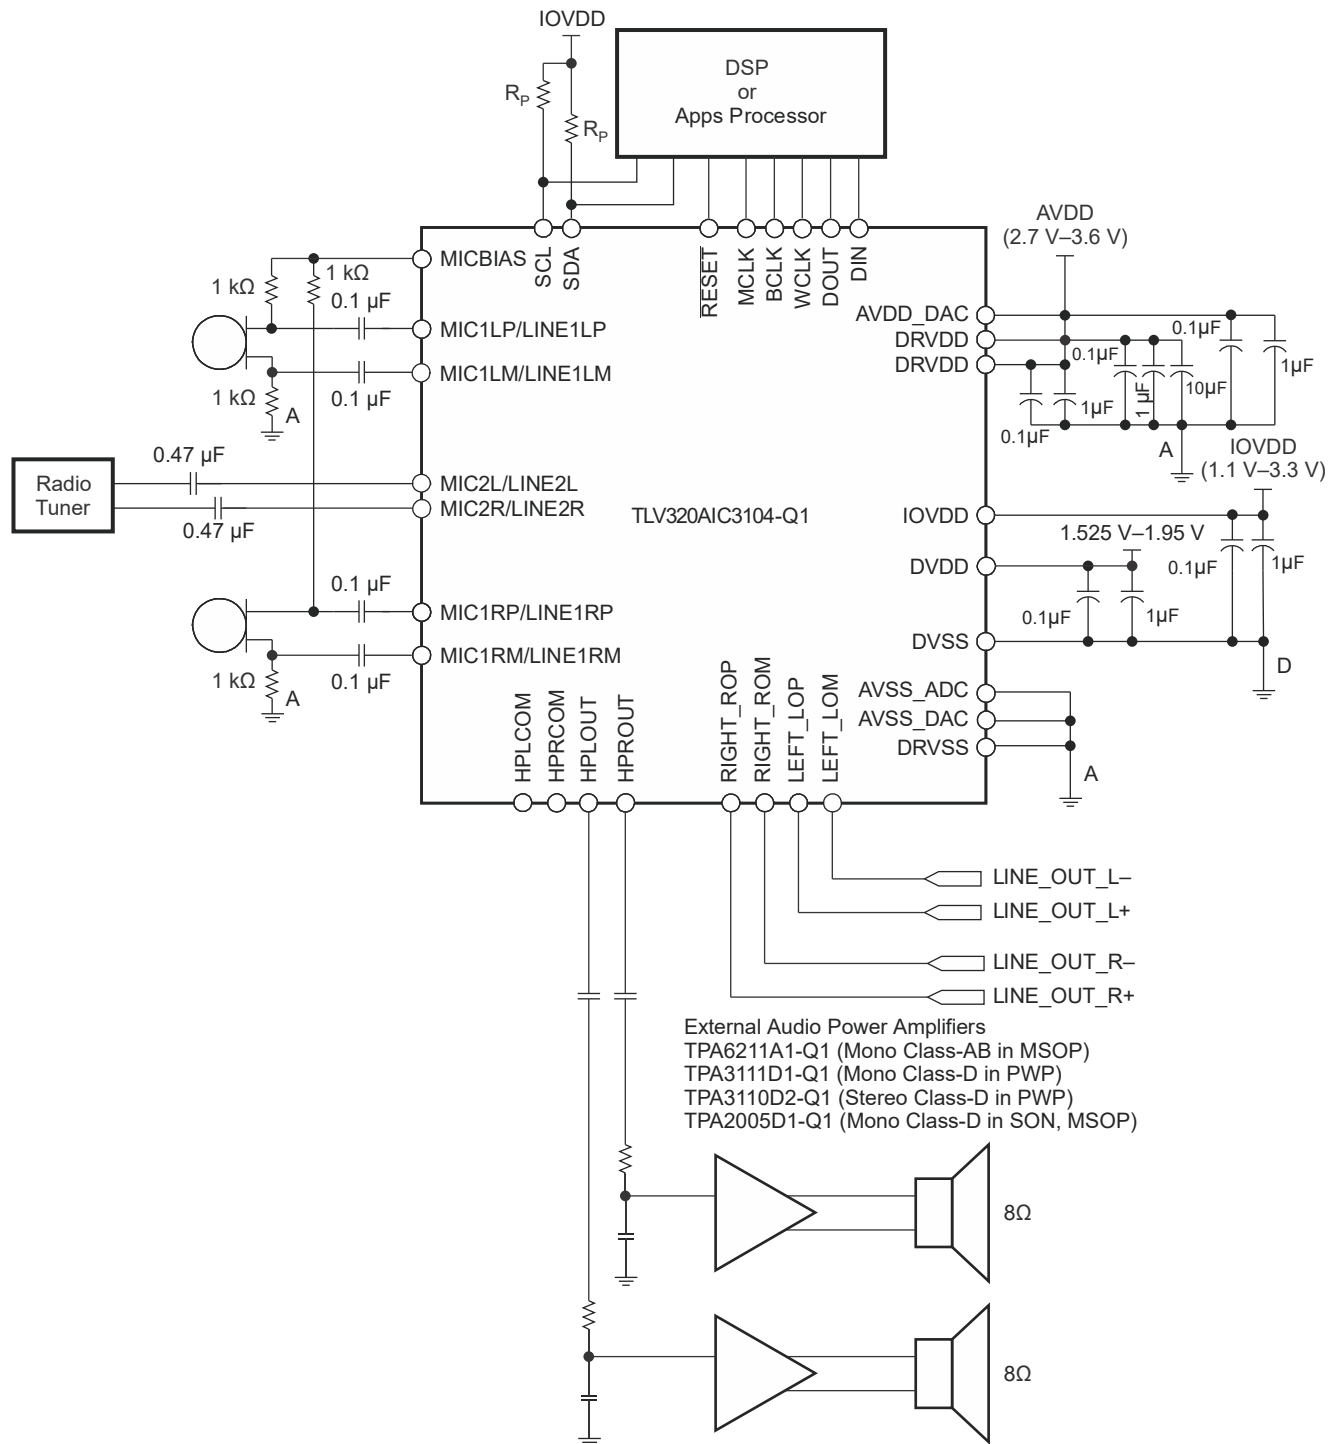 IOVDD
DSP
or
Apps Processor
RP
RP
AVDD
(2.7 V–3.6 V)
MICBIAS
SCL
SDA
RESET
MCLK
BCLK
WCLK
DOUT
DIN
1 kΩ
1 kΩ
0.1 µF
MIC1LP/LINE1LP
AVDD_DAC
DRVDD
DRVDD
0.1µF
0.1µF
1µF
1 µF
10µF
1µF
0.1µF
MIC1LM/LINE1LM
1 kΩ
A
0.1 µF
A
IOVDD
(1.1 V–3.3 V)
0.47 µF
Radio
Tuner
MIC2L/LINE2L
MIC2R/LINE2R
0.47 µF
TLV320AIC3104-Q1
IOVDD
1.525 V–1.95 V
DVDD
0.1µF
1µF
0.1µF
1µF
0.1 µF
MIC1RP/LINE1RP
DVSS
MIC1RM/LINE1RM
1 kΩ
A
0.1 µF
D
AVSS_ADC
AVSS_DAC
DRVSS
A
HPLCOM
HPRCOM
HPLOUT
HPROUT
RIGHT_ROP
RIGHT_ROM
LEFT_LOP
LEFT_LOM
LINE_OUT_L–
LINE_OUT_L+
LINE_OUT_R–
LINE_OUT_R+
External Audio Power Amplifiers
TPA6211A1-Q1 (Mono Class-AB in MSOP)
TPA3111D1-Q1 (Mono Class-D in PWP)
TPA3110D2-Q1 (Stereo Class-D in PWP)
TPA2005D1-Q1 (Mono Class-D in SON, MSOP)
8Ω
8Ω